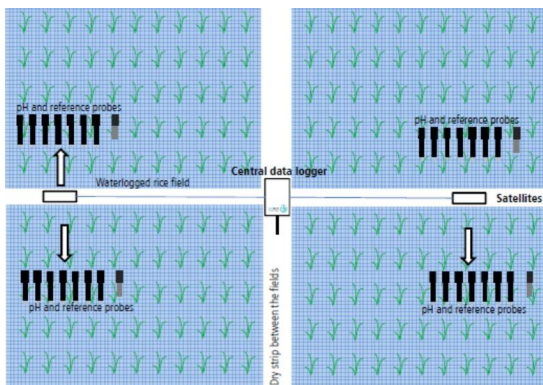 pH and reference probes
pH and reference probes
Central data logger
Waterlogged rice field
Satellites
Dry strip between the fields
pH and reference probes
pH and reference probes